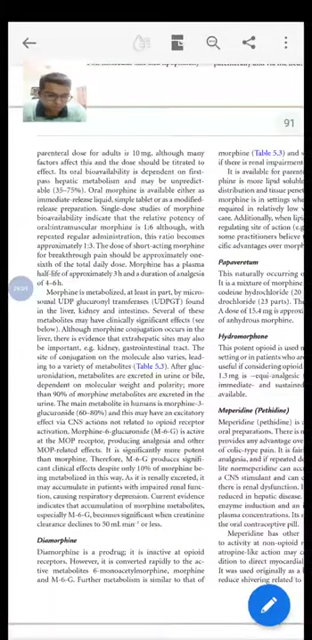 91
parenteral dose for adults is 10 mg, although many
factors affect this and the dose should be titrated to
effect. Its oral bioavailability is dependent on first-
pass hepatic metabolism and may be unpredict-
able (35–75%). Oral morphine is available either as
immediate-release liquid, simple tablet or as a modified-
release preparation. Single-dose studies of morphine
bioavailability indicate that the relative potency of
oral:intramuscular morphine is 1:6 although, with
repeated regular administration, this ratio becomes
approximately 1:3. The dose of short-acting morphine
for breakthrough pain should be approximately one-
sixth of the total daily dose. Morphine has a plasma
half-life of approximately 3 h and a duration of analgesia
of 4–6 h.
Morphine is metabolized, at least in part, by micro-
somal UDP glucuronyl transferases (UDPGT) found
in the liver, kidney and intestines. Several of these
metabolites may have clinically significant effects (see
below). Although morphine conjugation occurs in the
liver, there is evidence that extrahepatic sites may also
be important, e.g. kidney, gastrointestinal tract. The
site of conjugation on the molecule also varies, lead-
ing to a variety of metabolites (Table 5.3). After gluc-
uronidation, metabolites are excreted in urine or bile,
dependent on molecular weight and polarity; more
than 90% of morphine metabolites are excreted in the
urine. The main metabolite in humans is morphine-3-
glucuronide (60–80%) and this may have an excitatory
effect via CNS actions not related to opioid receptor
activation. Morphine-6-glucuronide (M-6-G) is active
at the MOP receptor, producing analgesia and other
MOP-related effects. It is significantly more potent
than morphine. Therefore, M-6-G produces signifi-
cant clinical effects despite only 10% of morphine be-
ing metabolized in this way. As it is renally excreted, it
may accumulate in patients with impaired renal func-
tion, causing respiratory depression. Current evidence
indicates that accumulation of morphine metabolites,
especially M-6-G, becomes significant when creatinine
clearance declines to 50 mL min⁻¹ or less.
Diamorphine
Diamorphine is a prodrug; it is inactive at opioid
receptors. However, it is converted rapidly to the ac-
tive metabolites 6-monoacetylmorphine, morphine
and M-6-G. Further metabolism is similar to that of
morphine (Table 5.3) and
if there is renal impairment
It is available for parenter
phine is more lipid soluble
distribution and tissue penet
morphine is in settings wher
required in relatively low v
care. Additionally, when lip
regulating site of action (e.g.
some practitioners believe t
cific advantages over morp
Papaveretum
This naturally occurring
It is a mixture of morphine
codeine hydrochloride (20
drochloride (23 parts). The
A dose of 15.4 mg is approx
of anhydrous morphine.
Hydromorphone
This potent opioid is used m
setting or in patients who are
useful if considering opioid
1.3 mg is equi-analgesic
immediate- and sustained
available.
Meperidine (Pethidine)
Meperidine (pethidine) is a
oral preparations. There is n
provides any advantage over
of colic-type pain. It is fair
analgesia, and if repeated de
lite normeperidine can accu
a CNS stimulant and can c
there is renal dysfunction. I
reduced in hepatic disease.
enzyme induction and an
plasma concentrations. Its
the oral contraceptive pill.
Meperidine has other
to activity at non-opioid r
atropine-like action may c
dition to direct myocardial
It was used originally as a b
reduce shivering related to